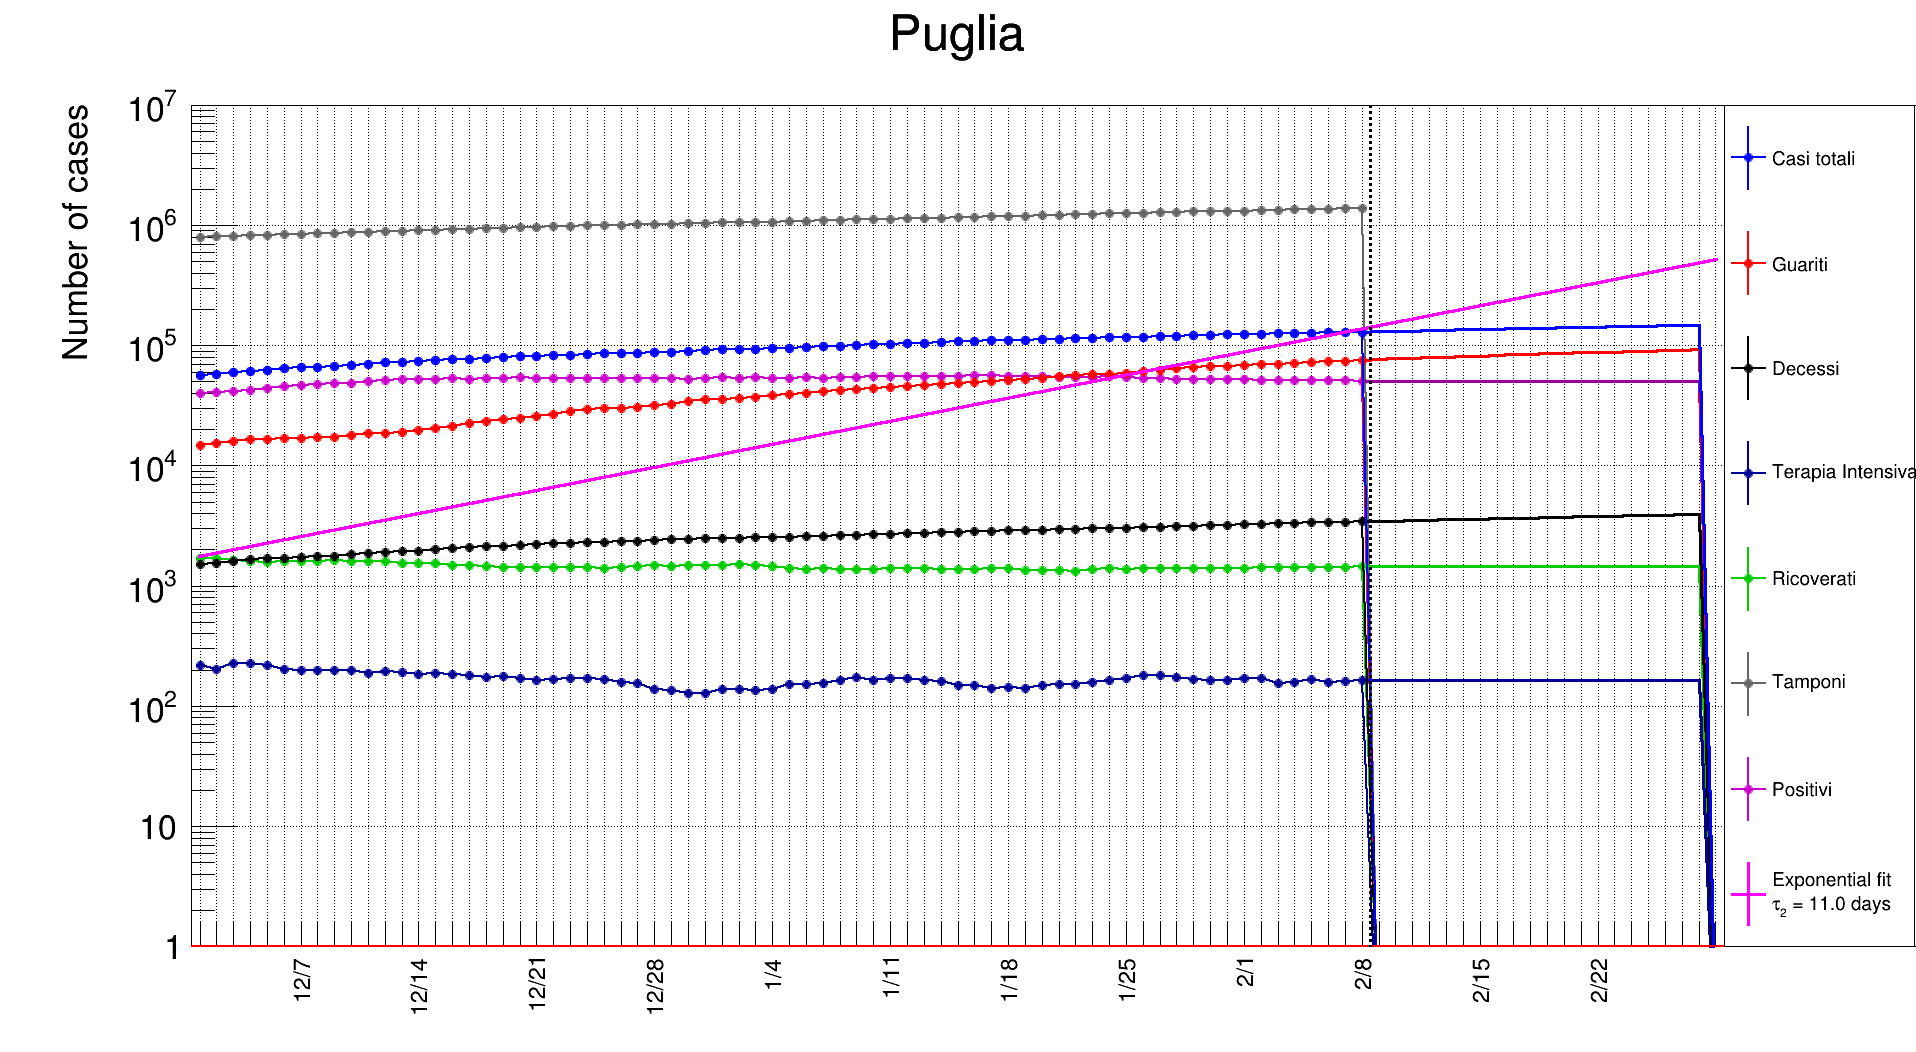 Puglia
Number of cases
10^7
10^6
10^5
10^4
10^3
10^2
10
1
12/7
12/14
12/21
12/28
1/4
1/11
1/18
1/25
2/1
2/8
2/15
2/22
Casi totali
Guariti
Decessi
Terapia Intensiva
Ricoverati
Tamponi
Positivi
Exponential fit
τ₂ = 11.0 days